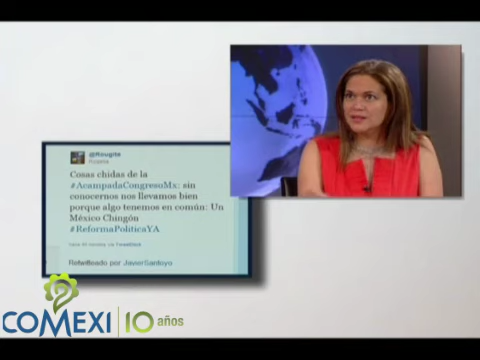 @Rougite
Cosas chidas de la
#AcampadaCongresoMx: sin
conocernos nos llevamos bien
porque algo tenemos en común: Un
México Chingón
#ReformaPolíticaYA
Retwitteado por JavierSantoyo
COMEXI 10 años